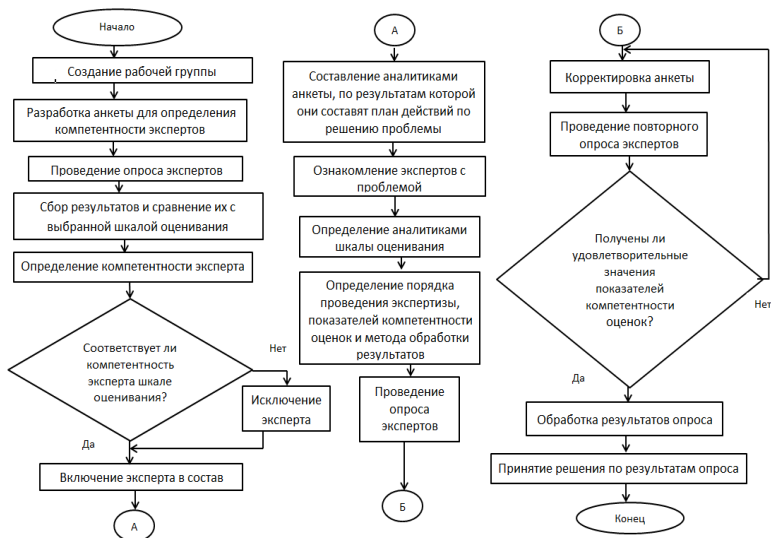 Начало
Создание рабочей группы
Разработка анкеты для определения
компетентности экспертов
Проведение опроса экспертов
Сбор результатов и сравнение их с
выбранной шкалой оценивания
Определение компетентности эксперта
Соответствует ли
компетентность
эксперта шкале
оценивания?
Нет
Исключение
эксперта
Да
Включение эксперта в состав
А
А
Составление аналитиками
анкеты, по результатам которой
они составят план действий по
решению проблемы
Ознакомление экспертов с
проблемой
Определение аналитиками
шкалы оценивания
Определение порядка
проведения экспертизы,
показателей компетентности
оценок и метода обработки
результатов
Проведение
опроса
экспертов
Б
Б
Корректировка анкеты
Проведение повторного
опроса экспертов
Получены ли
удовлетворительные
значения
показателей
компетентности
оценок?
Нет
Да
Обработка результатов опроса
Принятие решения по результатам опроса
Конец